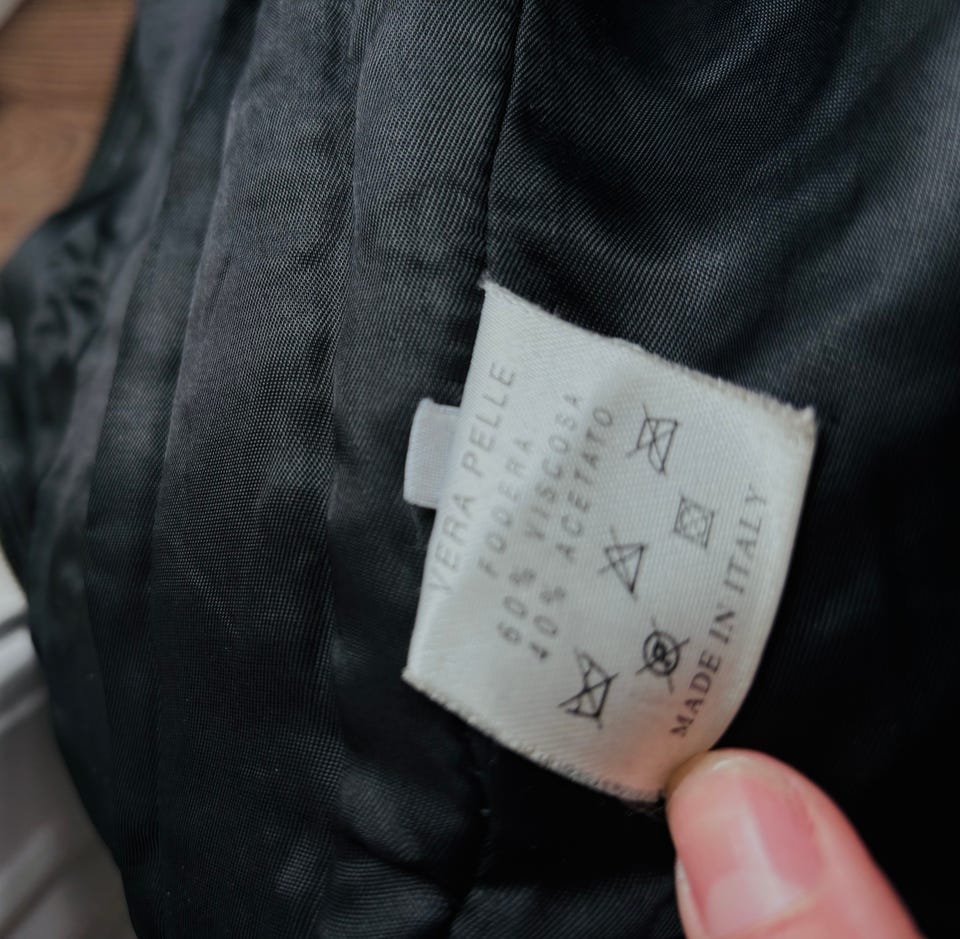 VERA PELLE
FODERA
60% VISCOSA
40% ACETATO
MADE IN ITALY